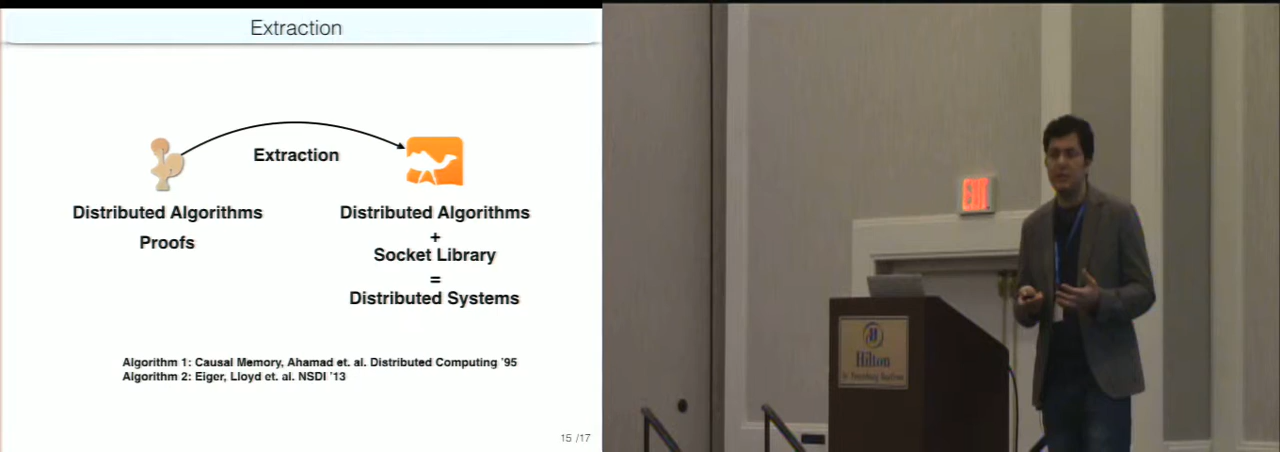 Extraction
Extraction
Distributed Algorithms
Proofs
Distributed Algorithms
+
Socket Library
=
Distributed Systems
Algorithm 1: Causal Memory, Ahamad et. al. Distributed Computing '95
Algorithm 2: Eiger, Lloyd et. al. NSDI '13
15 /17
EXIT
Hilton